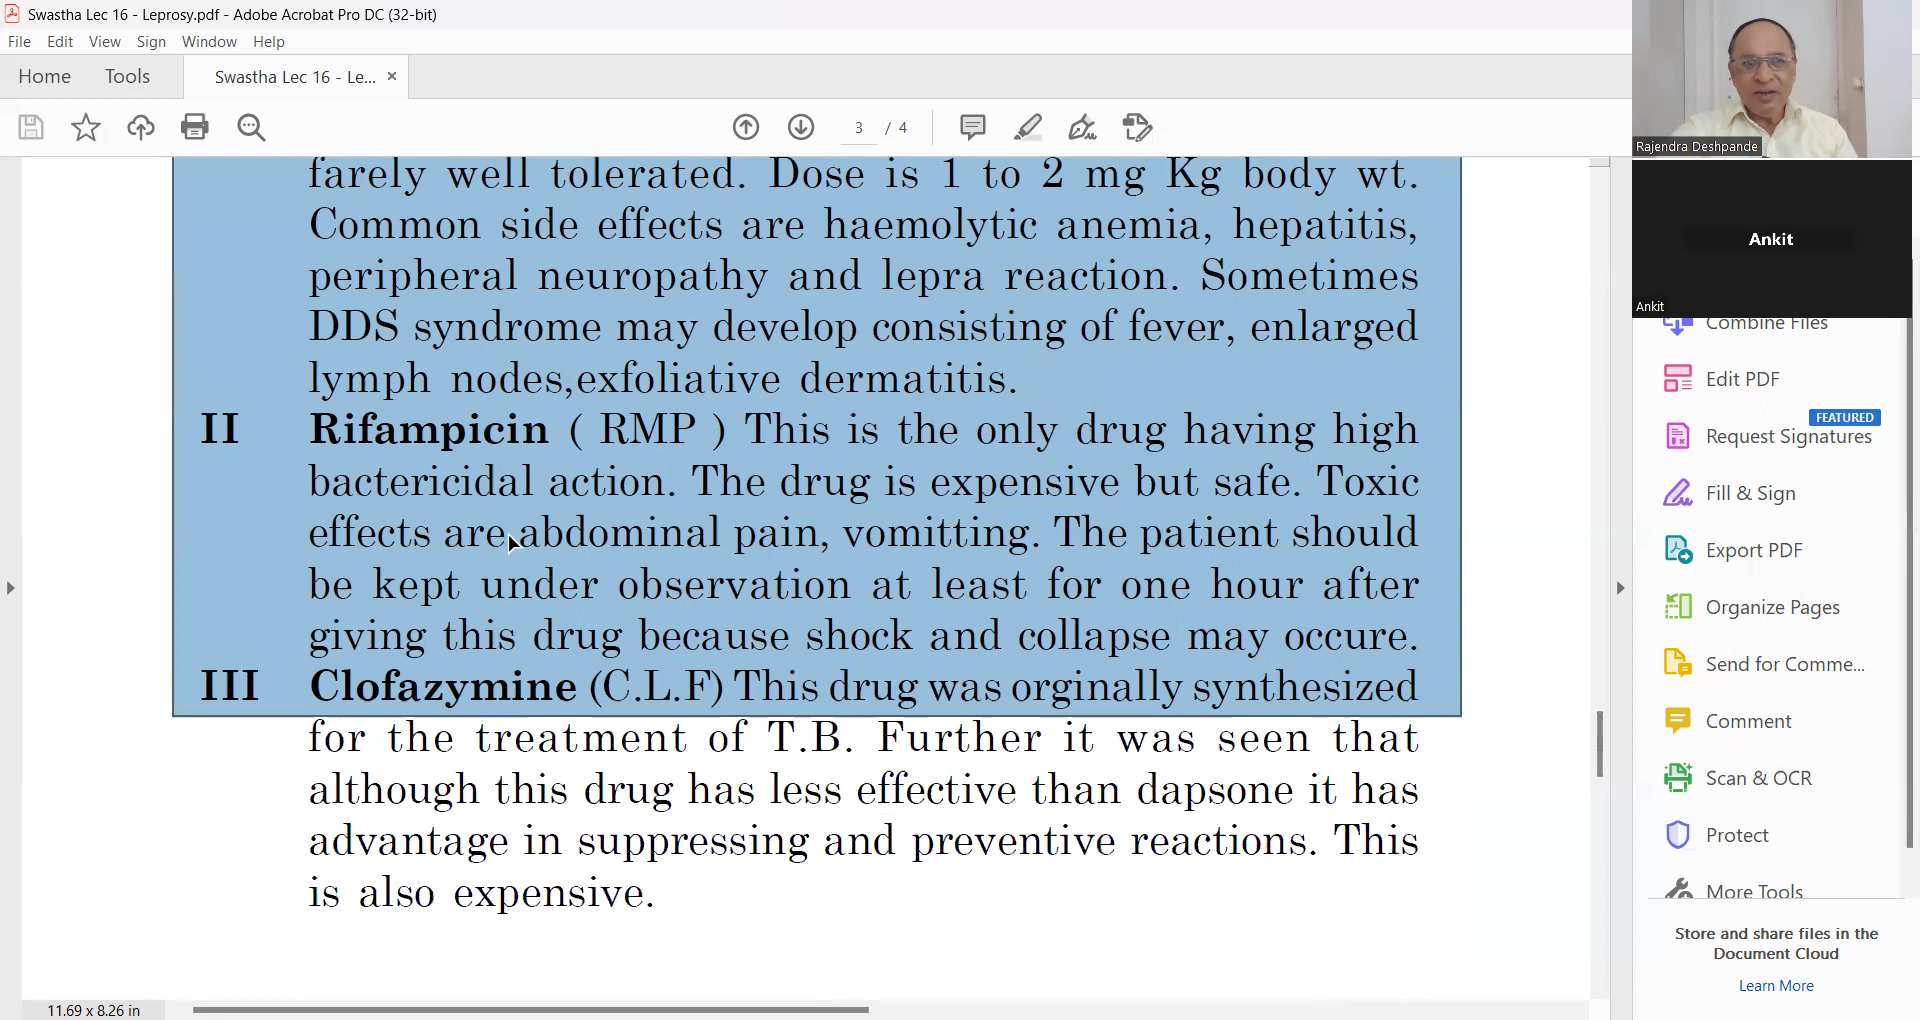 Swastha Lec 16 - Leprosy.pdf - Adobe Acrobat Pro DC (32-bit)
File Edit View Sign Window Help
Home Tools Swastha Lec 16 - Le... ×
3 / 4
farely well tolerated. Dose is 1 to 2 mg Kg body wt.
Common side effects are haemolytic anemia, hepatitis,
peripheral neuropathy and lepra reaction. Sometimes
DDS syndrome may develop consisting of fever, enlarged
lymph nodes,exfoliative dermatitis.
II Rifampicin ( RMP ) This is the only drug having high
bactericidal action. The drug is expensive but safe. Toxic
effects are abdominal pain, vomitting. The patient should
be kept under observation at least for one hour after
giving this drug because shock and collapse may occure.
III Clofazymine (C.L.F) This drug was orginally synthesized
for the treatment of T.B. Further it was seen that
although this drug has less effective than dapsone it has
advantage in suppressing and preventive reactions. This
is also expensive.
11.69 x 8.26 in
Rajendra Deshpande
Ankit
Ankit
Combine Files
Edit PDF
FEATURED
Request Signatures
Fill & Sign
Export PDF
Organize Pages
Send for Comme...
Comment
Scan & OCR
Protect
More Tools
Store and share files in the
Document Cloud
Learn More